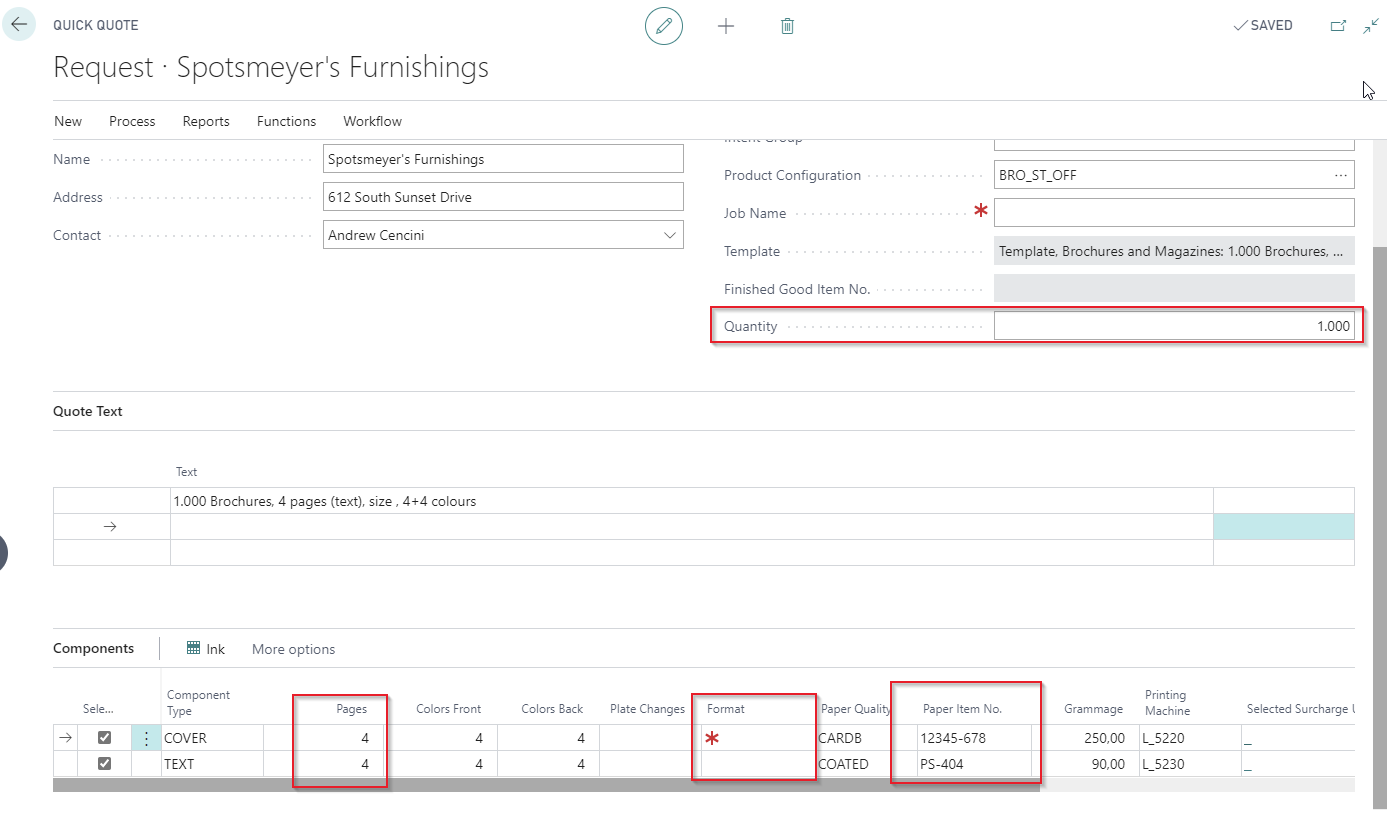 QUICK QUOTE
SAVED
Request · Spotsmeyer's Furnishings
New Process Reports Functions Workflow
Intent Group
Name Spotsmeyer's Furnishings
Product Configuration BRO_ST_OFF ...
Address 612 South Sunset Drive
Job Name *
Contact Andrew Cencini
Template Template, Brochures and Magazines: 1.000 Brochures, ...
Finished Good Item No.
Quantity 1.000
Quote Text
Text
1.000 Brochures, 4 pages (text), size , 4+4 colours
Components Ink More options
Sele... Component Type Pages Colors Front Colors Back Plate Changes Format Paper Quality Paper Item No. Grammage Printing Machine Selected Surcharge
COVER 4 4 4 * CARDB 12345-678 250,00 L_5220 _
TEXT 4 4 4 COATED PS-404 90,00 L_5230 _